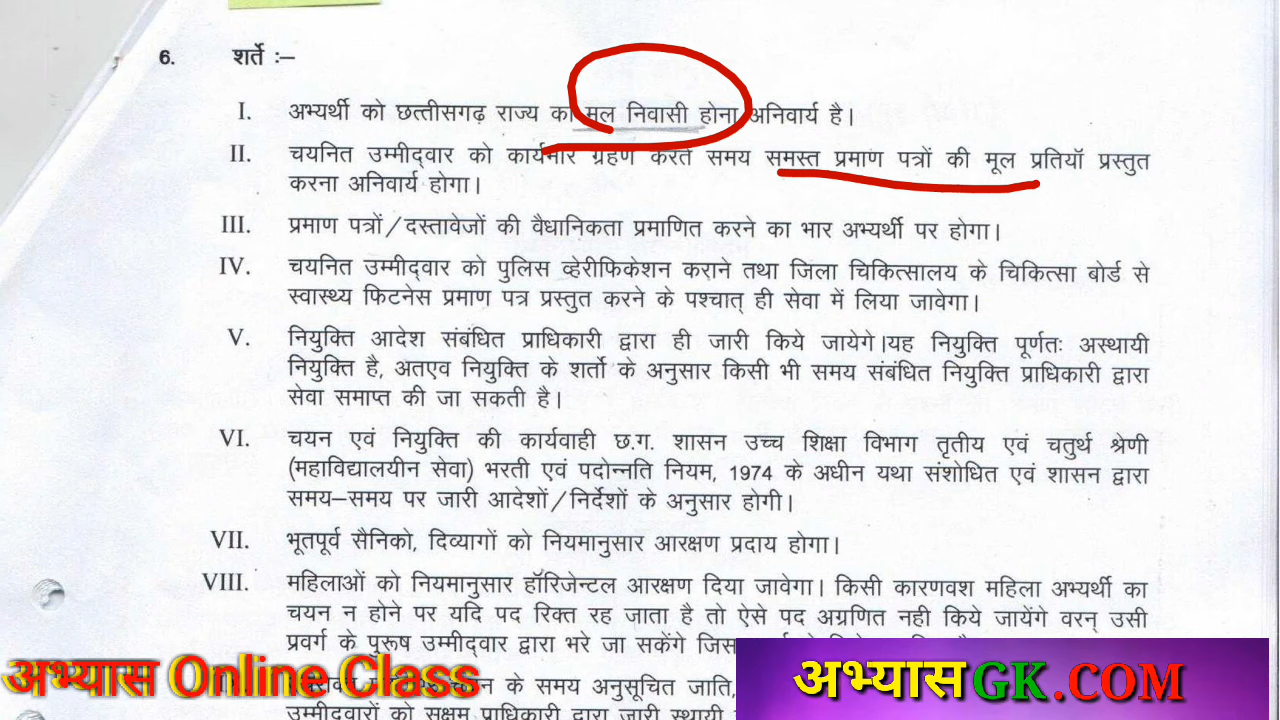 6. शर्ते :–
I. अभ्यर्थी को छत्तीसगढ़ राज्य का मूल निवासी होना अनिवार्य है।
II. चयनित उम्मीद्वार को कार्यभार ग्रहण करते समय समस्त प्रमाण पत्रों की मूल प्रतियॉ प्रस्तुत
करना अनिवार्य होगा।
III. प्रमाण पत्रों/दस्तावेजों की वैधानिकता प्रमाणित करने का भार अभ्यर्थी पर होगा।
IV. चयनित उम्मीद्वार को पुलिस व्हेरीफिकेशन कराने तथा जिला चिकित्सालय के चिकित्सा बोर्ड से
स्वास्थ्य फिटनेस प्रमाण पत्र प्रस्तुत करने के पश्चात् ही सेवा में लिया जावेगा।
V. नियुक्ति आदेश संबंधित प्राधिकारी द्वारा ही जारी किये जायेगे।यह नियुक्ति पूर्णतः अस्थायी
नियुक्ति है, अतएव नियुक्ति के शर्तो के अनुसार किसी भी समय संबंधित नियुक्ति प्राधिकारी द्वारा
सेवा समाप्त की जा सकती है।
VI. चयन एवं नियुक्ति की कार्यवाही छ.ग. शासन उच्च शिक्षा विभाग तृतीय एवं चतुर्थ श्रेणी
(महाविद्यालयीन सेवा) भरती एवं पदोन्नति नियम, 1974 के अधीन यथा संशोधित एवं शासन द्वारा
समय–समय पर जारी आदेशों/निर्देशों के अनुसार होगी।
VII. भूतपूर्व सैनिको, दिव्यागों को नियमानुसार आरक्षण प्रदाय होगा।
VIII. महिलाओं को नियमानुसार हॉरिजेन्टल आरक्षण दिया जावेगा। किसी कारणवश महिला अभ्यर्थी का
चयन न होने पर यदि पद रिक्त रह जाता है तो ऐसे पद अग्रणित नही किये जायेंगे वरन् उसी
प्रवर्ग के पुरूष उम्मीद्वार द्वारा भरे जा सकेंगे जिस
के समय अनुसूचित जाति,
उम्मीदवारों को सक्षम प्राधिकारी द्वारा जारी स्थायी
अभ्यास Online Class
अभ्यासGK.COM